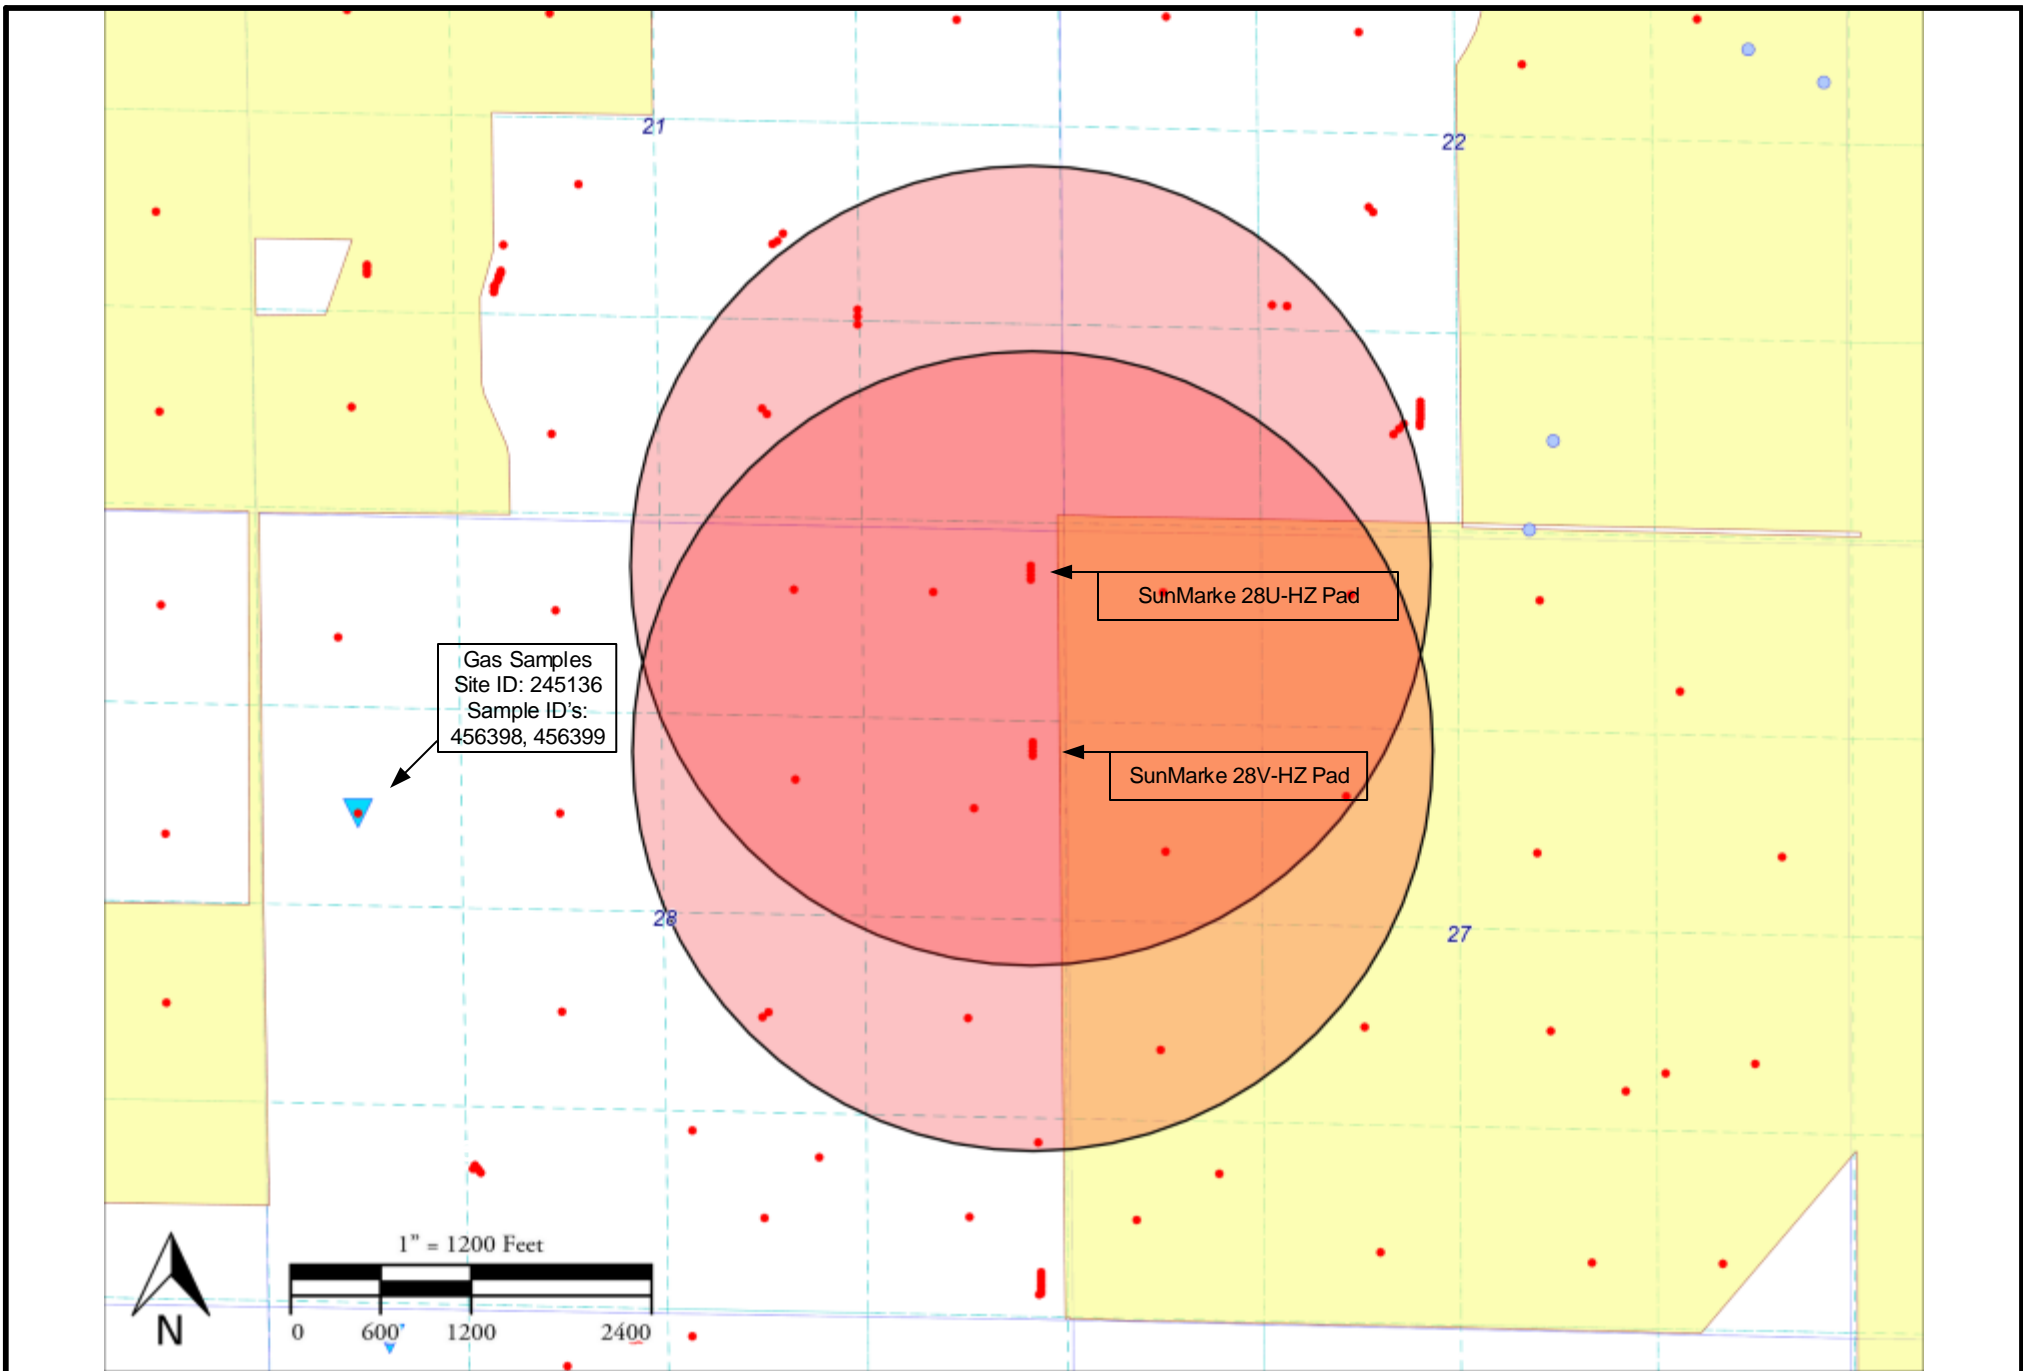 21
22
SunMarke 28U-HZ Pad
Gas Samples
Site ID: 245136
Sample ID’s:
456398, 456399
SunMarke 28V-HZ Pad
28
27
1” = 1200 Feet
0 600 1200 2400
N